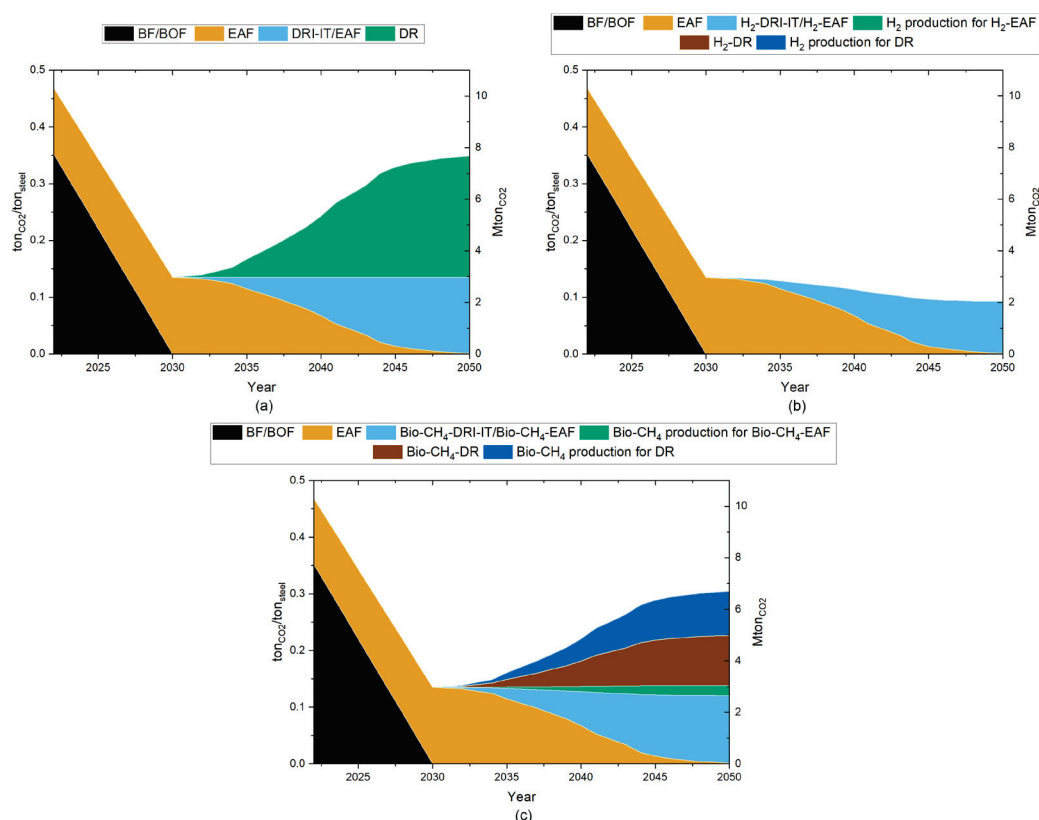 BF/BOF EAF DRI-IT/EAF DR
0.5
0.4
0.3
0.2
0.1
0.0
ton_CO2/ton_steel
10
8
6
4
2
0
Mton_CO2
2025 2030 2035 2040 2045 2050
Year
(a)
BF/BOF EAF H₂-DRI-IT/H₂-EAF H₂ production for H₂-EAF
H₂-DR H₂ production for DR
0.5
0.4
0.3
0.2
0.1
0.0
ton_CO2/ton_steel
10
8
6
4
2
0
Mton_CO2
2025 2030 2035 2040 2045 2050
Year
(b)
BF/BOF EAF Bio-CH₄-DRI-IT/Bio-CH₄-EAF Bio-CH₄ production for Bio-CH₄-EAF
Bio-CH₄-DR Bio-CH₄ production for DR
0.5
0.4
0.3
0.2
0.1
0.0
ton_CO2/ton_steel
10
8
6
4
2
0
Mton_CO2
2025 2030 2035 2040 2045 2050
Year
(c)